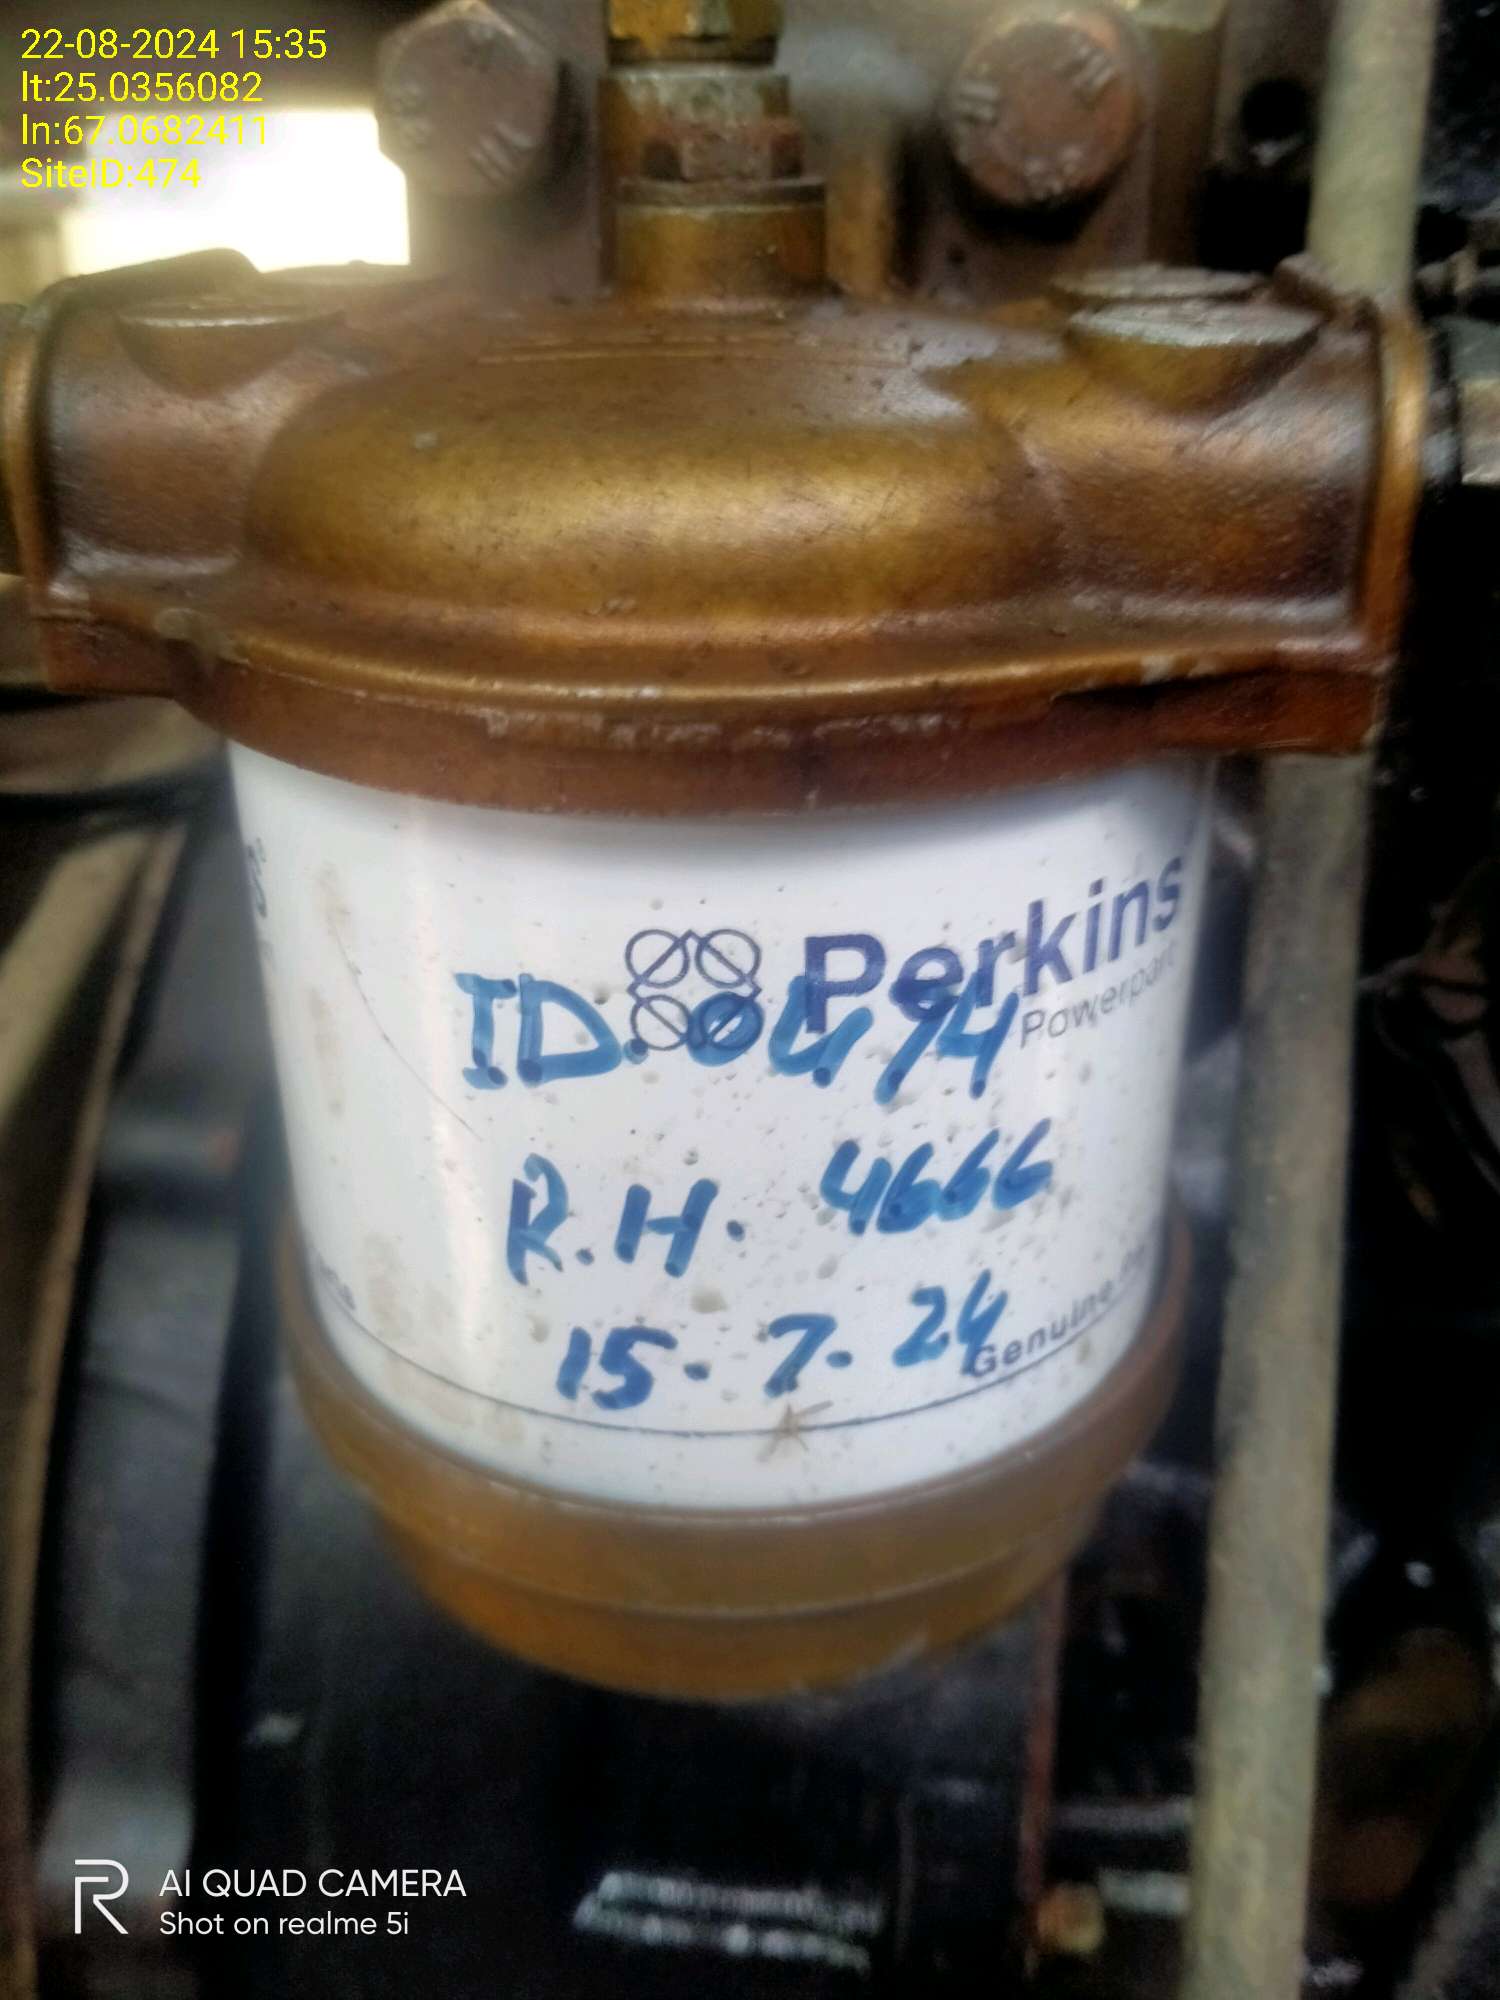 22-08-2024 15:35
lt:25.0356082
ln:67.0682411
SiteID:474
Perkins
Powerpart
ID. 0474
R.H. 4666
15-7-24
Genuine
AI QUAD CAMERA
Shot on realme 5i